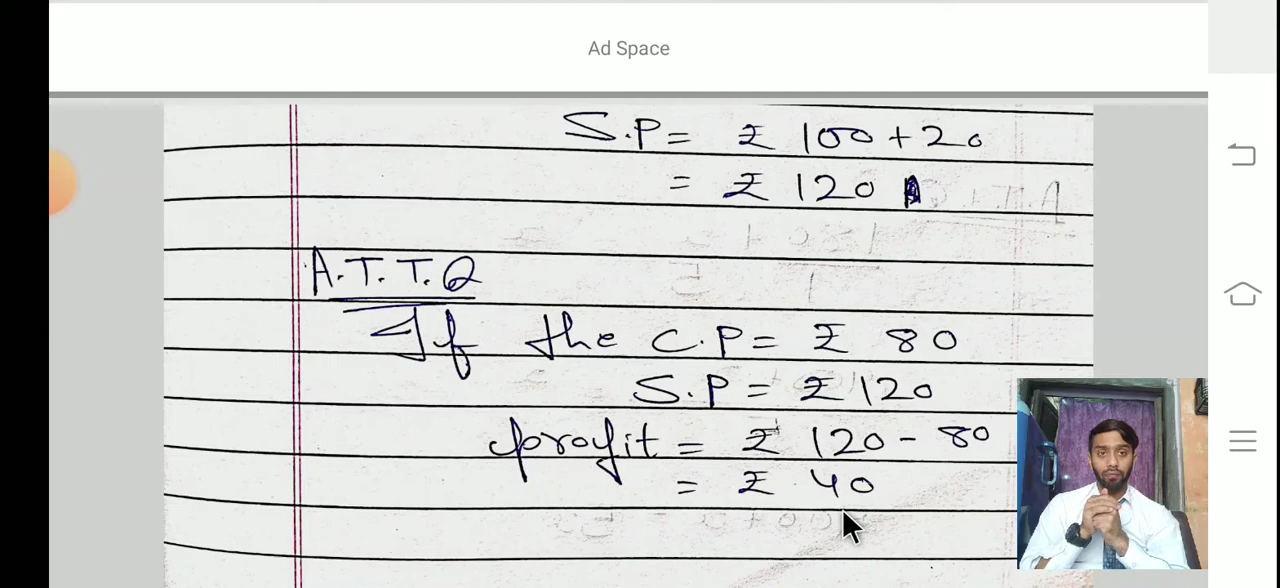 Ad Space
S.P = ₹ 100 + 20
= ₹ 120
A.T.T.Q
If the C.P = ₹ 80
S.P = ₹ 120
profit = ₹ 120 - 80
= ₹ 40